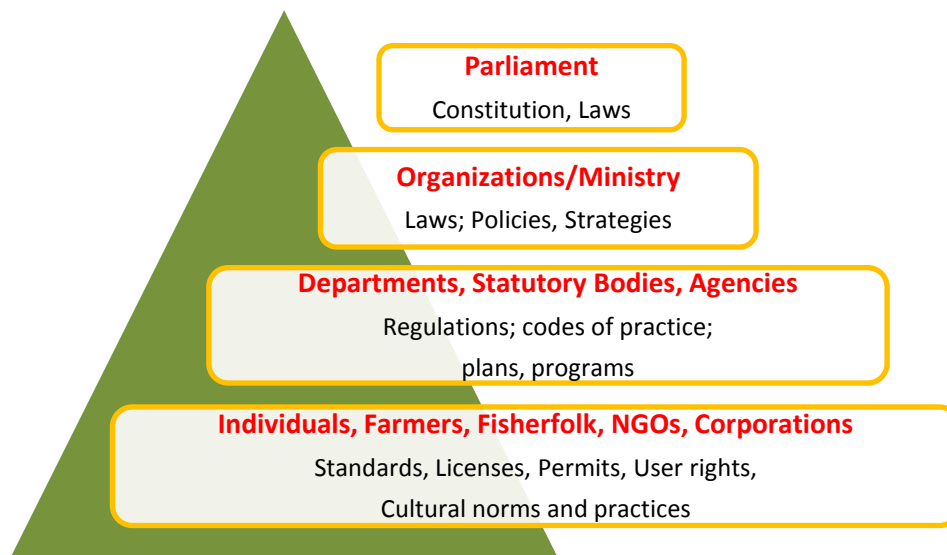 Parliament
Constitution, Laws
Organizations/Ministry
Laws; Policies, Strategies
Departments, Statutory Bodies, Agencies
Regulations; codes of practice;
plans, programs
Individuals, Farmers, Fisherfolk, NGOs, Corporations
Standards, Licenses, Permits, User rights,
Cultural norms and practices